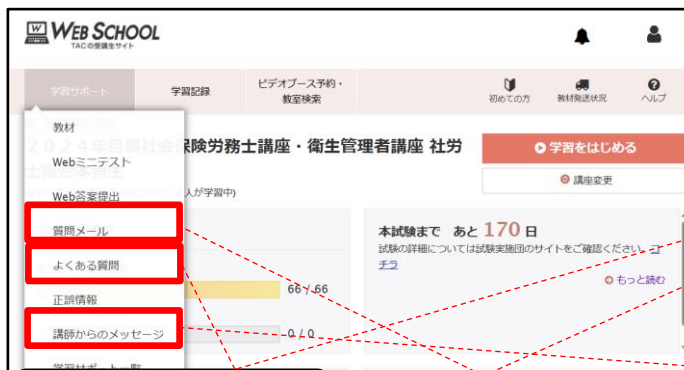 WEB SCHOOL
TACの受講生サイト
学習サポート
学習記録
ビデオブース予約・
教室検索
初めての方
教材発送状況
ヘルプ
教材
2024年目標社会保険労務士講座・衛生管理者講座 社労
Webミニテスト
Web答案提出
人が学習中)
質問メール
よくある質問
正誤情報
講師からのメッセージ
学習サポート一覧
66 / 66
0 / 0
学習をはじめる
講座変更
本試験まで あと 170 日
試験の詳細については試験実施団のサイトをご確認ください。コ
チラ
もっと読む